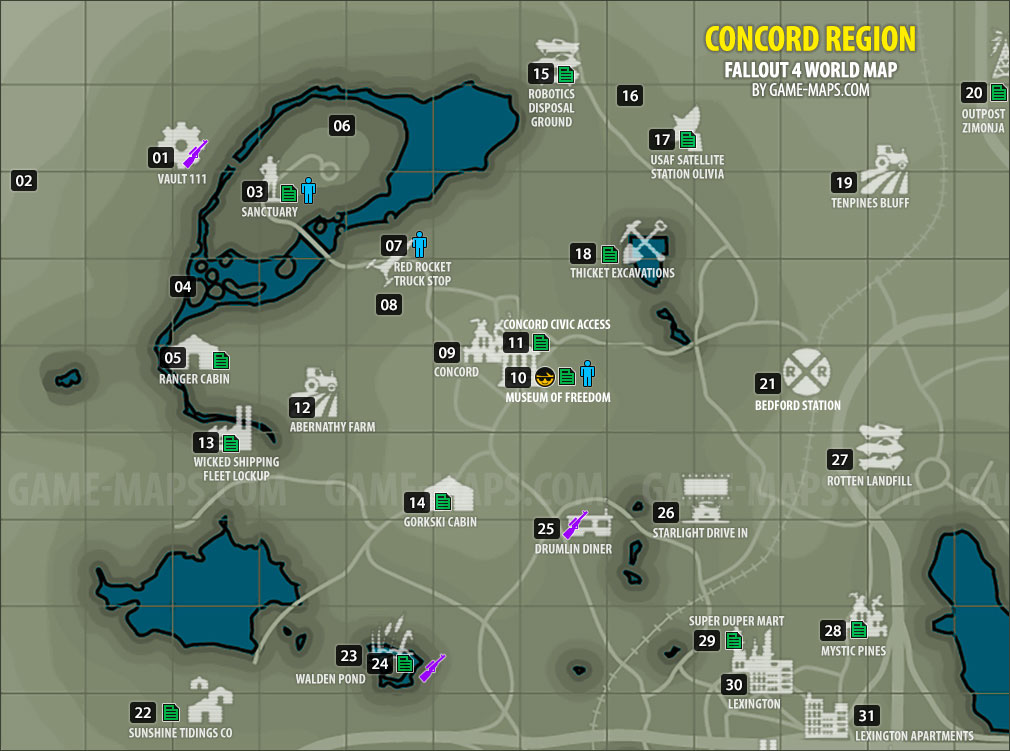 CONCORD REGION
FALLOUT 4 WORLD MAP
BY GAME-MAPS.COM
15
ROBOTICS
DISPOSAL
GROUND
16
20
OUTPOST
ZIMONJA
06
17
USAF SATELLITE
STATION OLIVIA
01
VAULT 111
02
03
SANCTUARY
19
TENPINES BLUFF
07
RED ROCKET
TRUCK STOP
18
THICKET EXCAVATIONS
04
08
CONCORD CIVIC ACCESS
11
09
CONCORD
05
RANGER CABIN
10
MUSEUM OF FREEDOM
R R
21
BEDFORD STATION
12
ABERNATHY FARM
13
WICKED SHIPPING
FLEET LOCKUP
27
ROTTEN LANDFILL
GAME-MAPS.COM
GAME-MAPS.COM
GAME-MAPS.COM
GA
14
GORKSKI CABIN
26
STARLIGHT DRIVE IN
25
DRUMLIN DINER
SUPER DUPER MART
29
28
MYSTIC PINES
23
24
WALDEN POND
30
LEXINGTON
22
SUNSHINE TIDINGS CO
31
LEXINGTON APARTMENTS